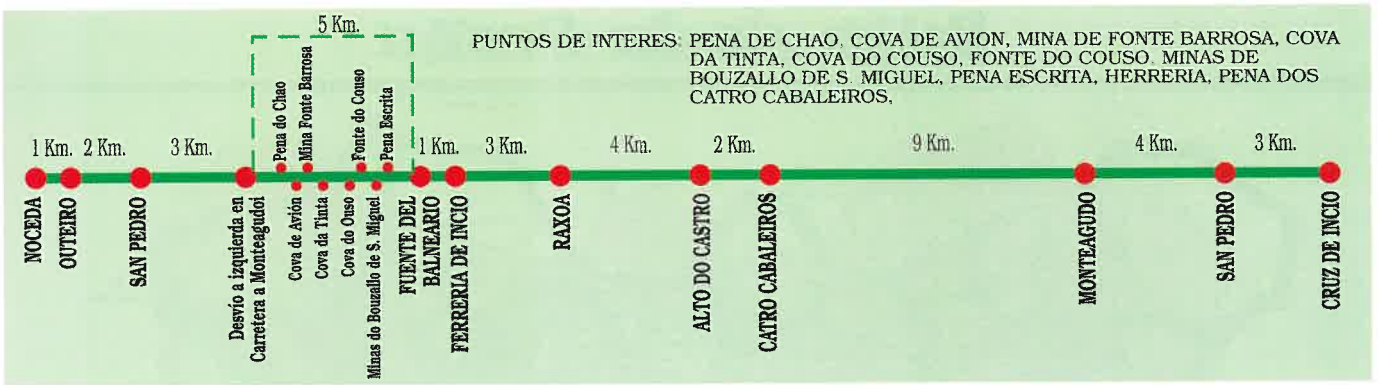 5 Km.
PUNTOS DE INTERES: PENA DE CHAO, COVA DE AVION, MINA DE FONTE BARROSA, COVA
DA TINTA, COVA DO COUSO, FONTE DO COUSO. MINAS DE
BOUZALLO DE S. MIGUEL, PENA ESCRITA, HERRERIA, PENA DOS
CATRO CABALEIROS,
1 Km.
2 Km.
3 Km.
Pena do Chao
Mina Fonte Barrosa
Fonte do Couso
Pena Escrita
1 Km.
3 Km.
4 Km.
2 Km.
9 Km.
4 Km.
3 Km.
NOCEDA
OUTEIRO
SAN PEDRO
Desvío a izquierda en
Carretera a Monteagudoi
Cova de Avión
Cova da Tinta
Cova do Ouso
Minas do Bouzallo de S. Miguel
FUENTE DEL
BALNEARIO
FERRERIA DE INCIO
RAXOA
ALTO DO CASTRO
CATRO CABALEIROS
MONTEAGUDO
SAN PEDRO
CRUZ DE INCIO